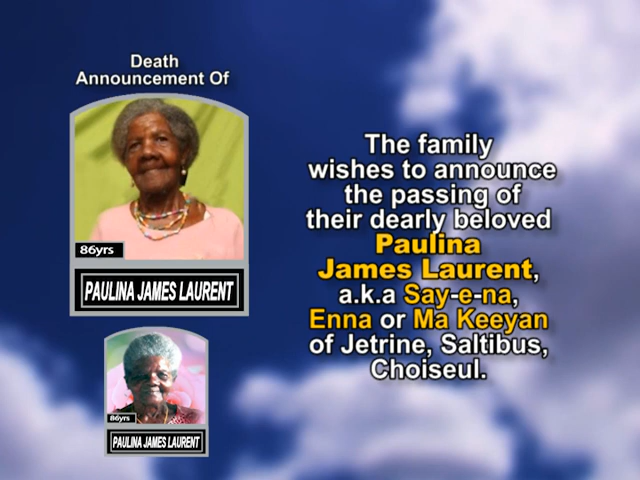 Death
Announcement Of
86yrs
PAULINA JAMES LAURENT
86yrs
PAULINA JAMES LAURENT
The family
wishes to announce
the passing of
their dearly beloved
Paulina
James Laurent,
a.k.a Say-e-na,
Enna or Ma Keeyan
of Jetrine, Saltibus,
Choiseul.